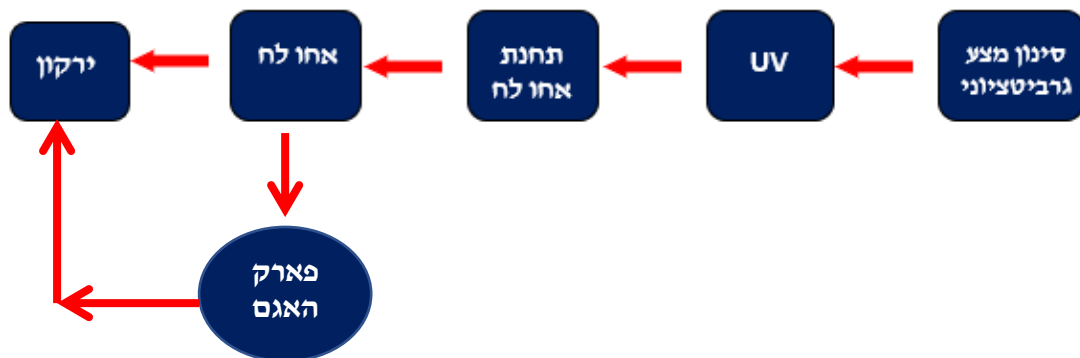 סינון מצע
גרביטציוני
UV
תחנת
אחו לח
אחו לח
ירקון
פארק
האגם